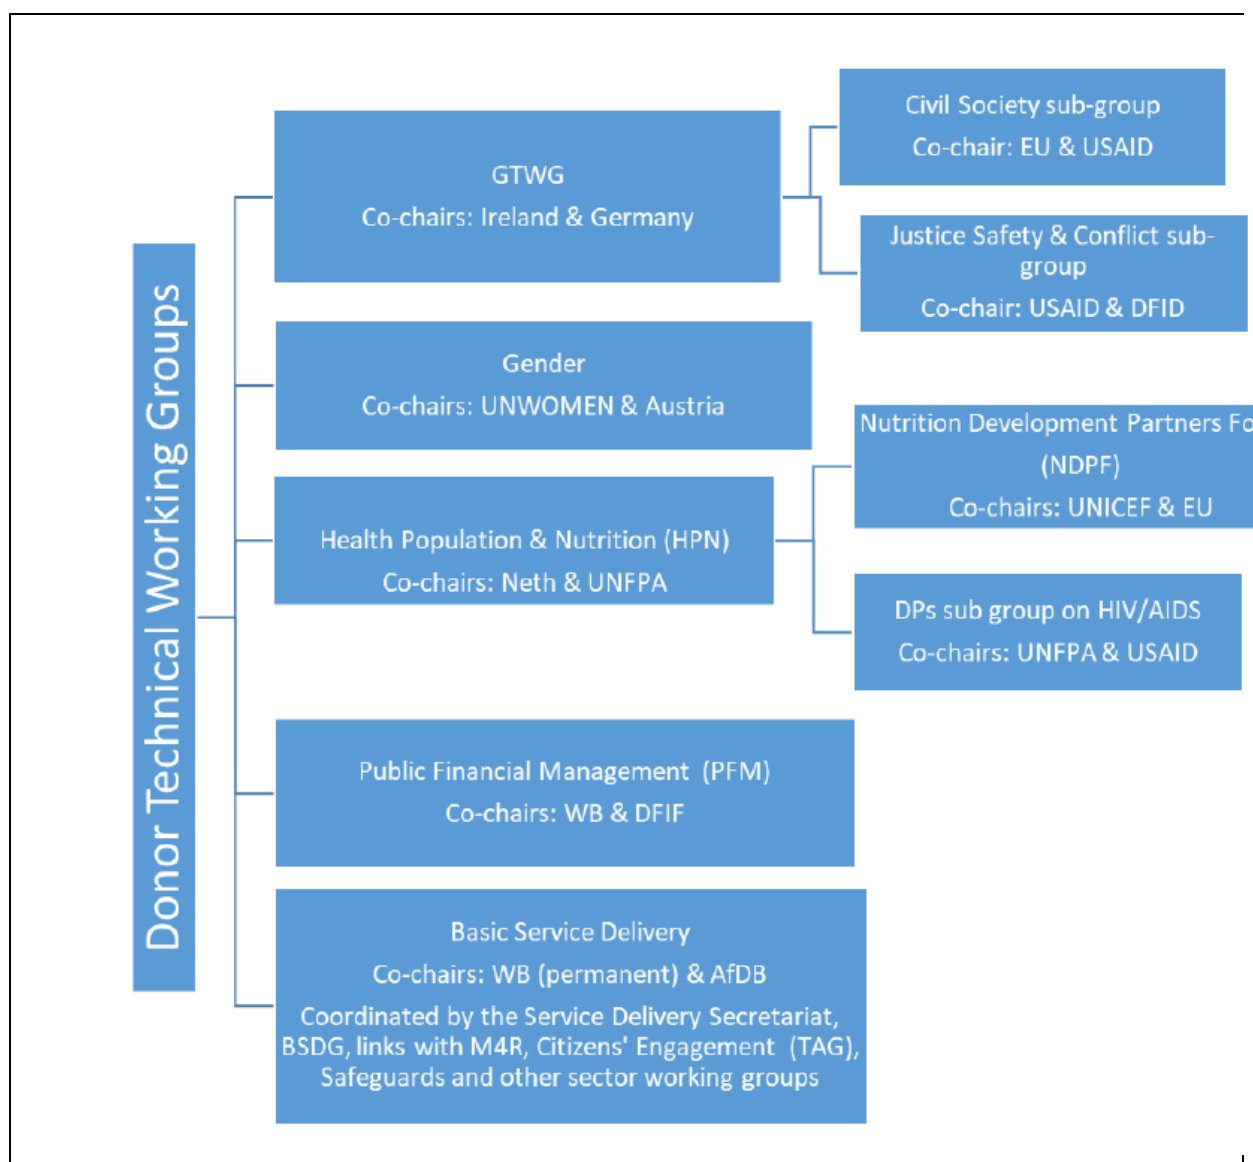 Donor Technical Working Groups
GTWG
Co-chairs: Ireland & Germany
Civil Society sub-group
Co-chair: EU & USAID
Justice Safety & Conflict sub-
group
Co-chair: USAID & DFID
Gender
Co-chairs: UNWOMEN & Austria
Health Population & Nutrition (HPN)
Co-chairs: Neth & UNFPA
Nutrition Development Partners Fo
(NDPF)
Co-chairs: UNICEF & EU
DPs sub group on HIV/AIDS
Co-chairs: UNFPA & USAID
Public Financial Management (PFM)
Co-chairs: WB & DFIF
Basic Service Delivery
Co-chairs: WB (permanent) & AfDB
Coordinated by the Service Delivery Secretariat,
BSDG, links with M4R, Citizens' Engagement (TAG),
Safeguards and other sector working groups